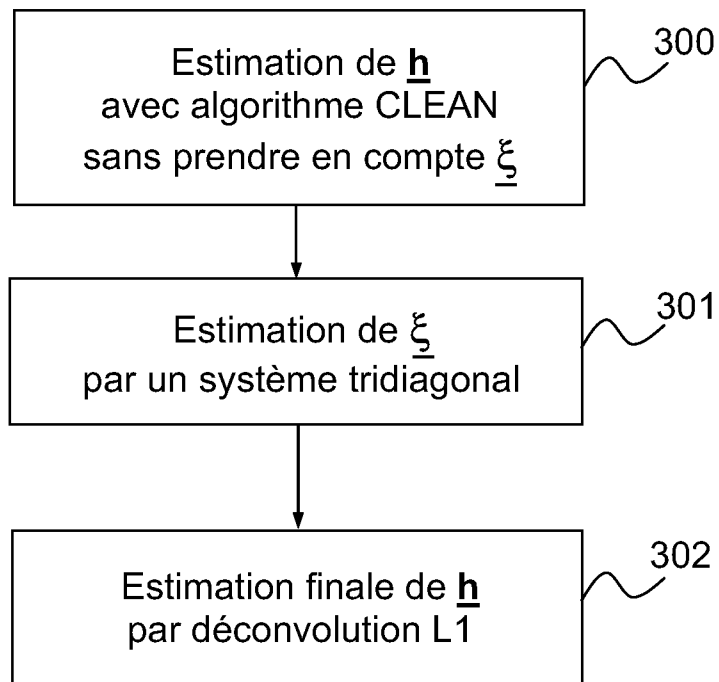 Estimation de h
avec algorithme CLEAN
sans prendre en compte ξ
300
Estimation de ξ
par un système tridiagonal
301
Estimation finale de h
par déconvolution L1
302